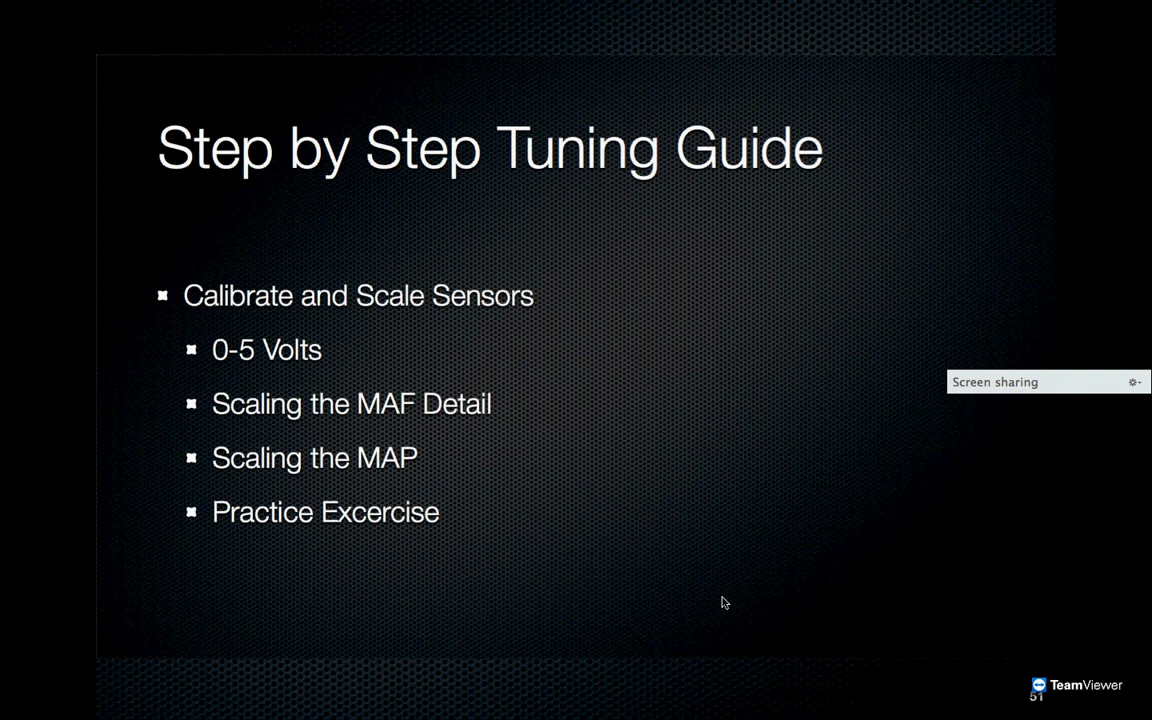 Step by Step Tuning Guide
Calibrate and Scale Sensors
0-5 Volts
Scaling the MAF Detail
Screen sharing
Scaling the MAP
Practice Excercise
TeamViewer
51